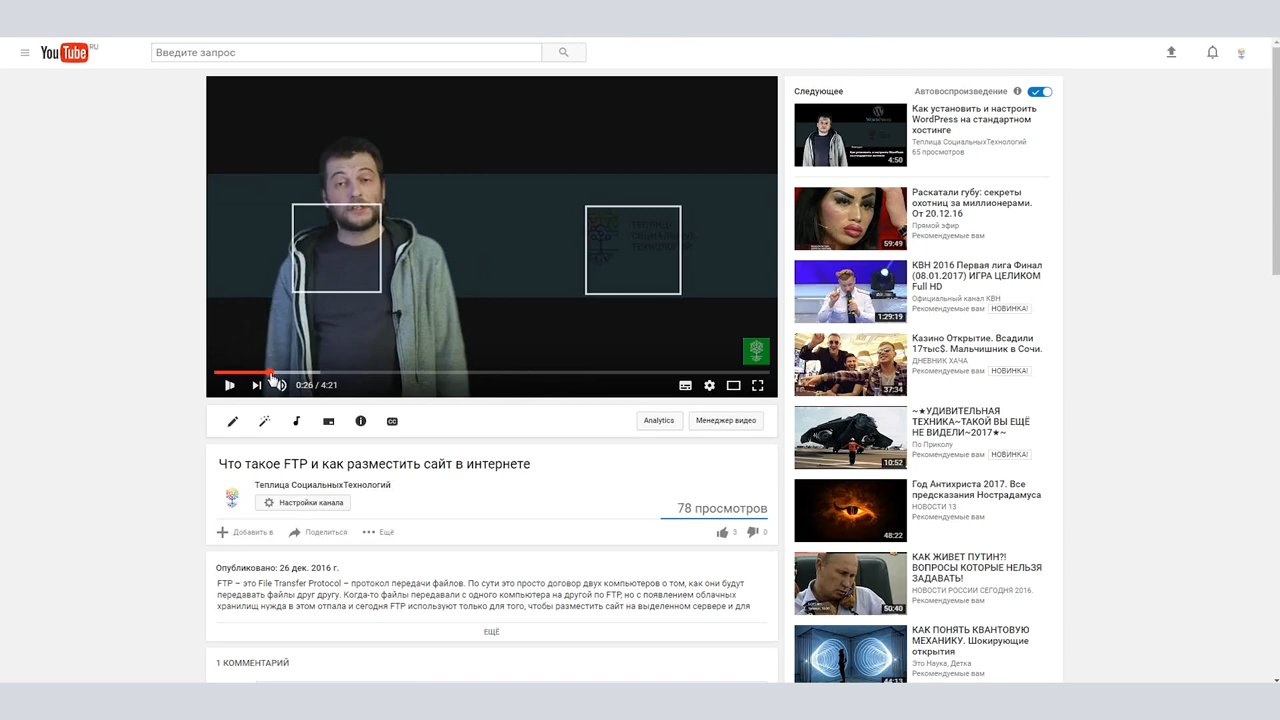 YouTube RU
Введите запрос
ТЕПЛИЦА
СОЦИАЛЬНЫХ
ТЕХНОЛОГИЙ
0:26 / 4:21
Analytics
Менеджер видео
Что такое FTP и как разместить сайт в интернете
Теплица СоциальныхТехнологий
Настройки канала
78 просмотров
Добавить в
Поделиться
Ещё
3
0
Опубликовано: 26 дек. 2016 г.
FTP – это File Transfer Protocol – протокол передачи файлов. По сути это просто договор двух компьютеров о том, как они будут
передавать файлы друг другу. Когда-то файлы передавали с одного компьютера на другой по FTP, но с появлением облачных
хранилищ нужда в этом отпала и сегодня FTP используют только для того, чтобы разместить сайт на выделенном сервере и для
ЕЩЁ
1 КОММЕНТАРИЙ
Следующее
Автовоспроизведение
Как установить и настроить
WordPress на стандартном
хостинге
Теплица СоциальныхТехнологий
65 просмотров
4:50
Раскатали губу: секреты
охотниц за миллионерами.
От 20.12.16
Прямой эфир
Рекомендуемые вам
59:49
КВН 2016 Первая лига Финал
(08.01.2017) ИГРА ЦЕЛИКОМ
Full HD
Официальный канал КВН
Рекомендуемые вам НОВИНКА!
1:29:19
Казино Открытие. Всадили
17тыс$. Мальчишник в Сочи.
ДНЕВНИК ХАЧА
Рекомендуемые вам НОВИНКА!
37:34
~★УДИВИТЕЛЬНАЯ
ТЕХНИКА~ТАКОЙ ВЫ ЕЩЁ
НЕ ВИДЕЛИ~2017★~
По Приколу
Рекомендуемые вам НОВИНКА!
10:52
Год Антихриста 2017. Все
предсказания Нострадамуса
НОВОСТИ 13
Рекомендуемые вам
48:22
КАК ЖИВЕТ ПУТИН?!
ВОПРОСЫ КОТОРЫЕ НЕЛЬЗЯ
ЗАДАВАТЬ!
НОВОСТИ РОССИИ СЕГОДНЯ 2016.
Рекомендуемые вам
50:40
КАК ПОНЯТЬ КВАНТОВУЮ
МЕХАНИКУ. Шокирующие
открытия
Это Наука, Детка
Рекомендуемые вам
44:13